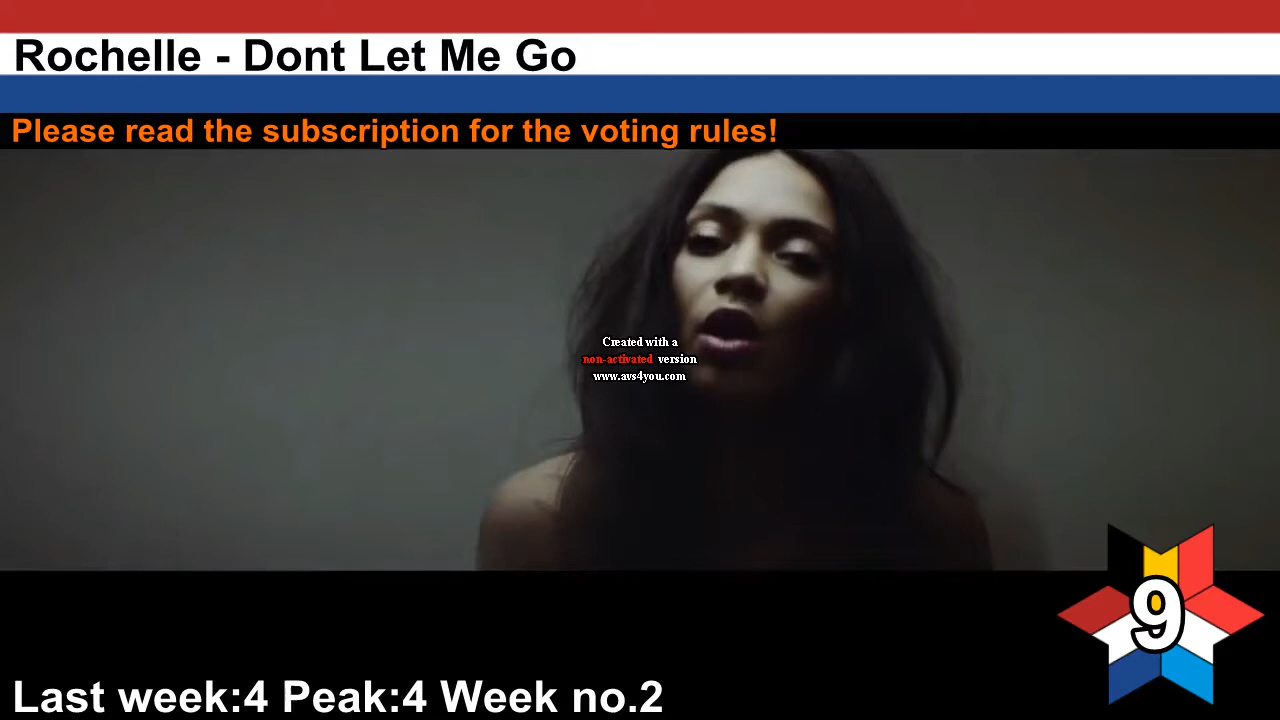 Rochelle - Dont Let Me Go
Please read the subscription for the voting rules!
Created with a
non-activated version
www.avs4you.com
9
Last week:4 Peak:4 Week no.2